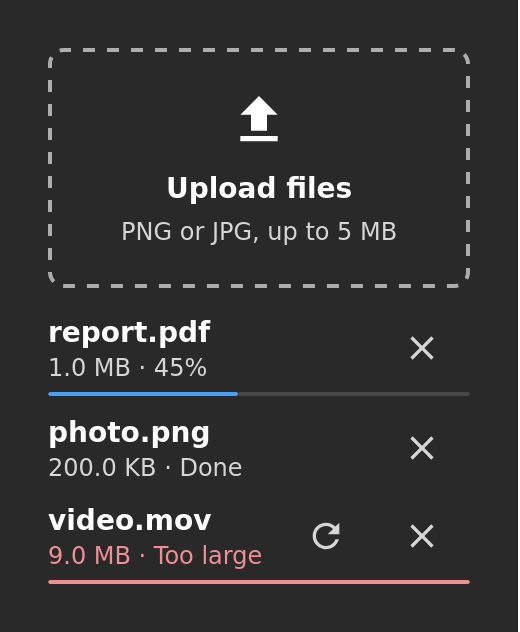 Upload files
PNG or JPG, up to 5 MB
report.pdf
1.0 MB · 45%
photo.png
200.0 KB · Done
video.mov
9.0 MB · Too large